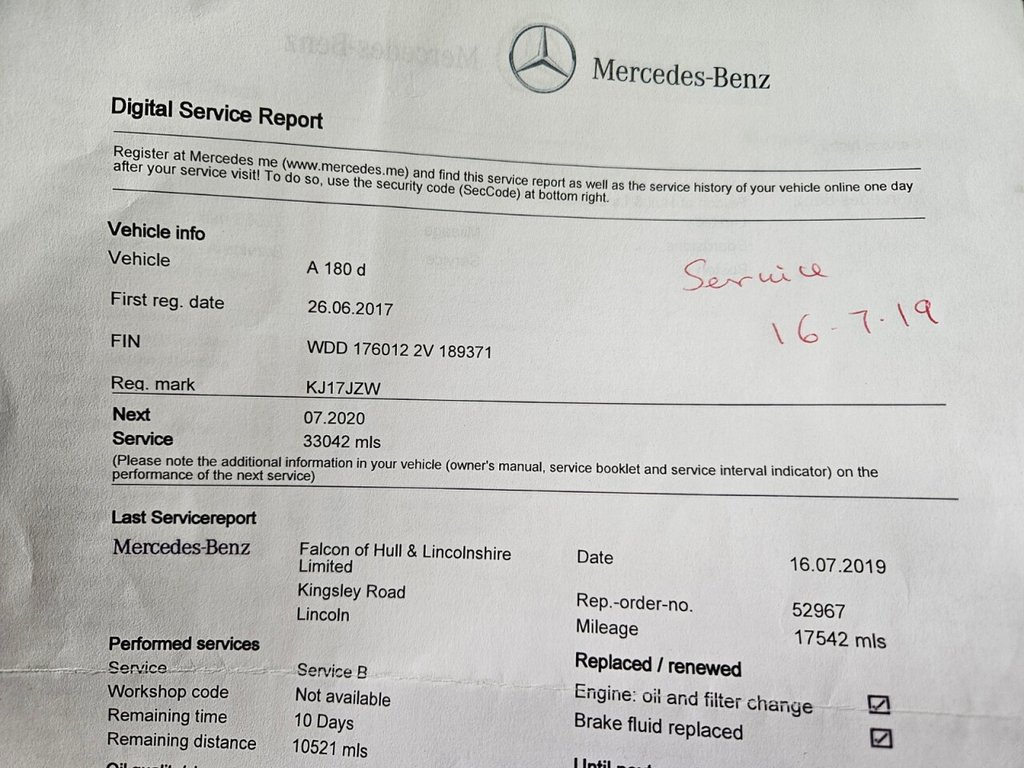 Mercedes-Benz
Digital Service Report
Register at Mercedes me (www.mercedes.me) and find this service report as well as the service history of your vehicle online one day
after your service visit! To do so, use the security code (SecCode) at bottom right.
Vehicle info
Vehicle A 180 d
Service
First reg. date 26.06.2017
16-7-19
FIN WDD 176012 2V 189371
Reg. mark KJ17JZW
Next 07.2020
Service 33042 mls
(Please note the additional information in your vehicle (owner's manual, service booklet and service interval indicator) on the
performance of the next service)
Last Servicereport
Mercedes-Benz Falcon of Hull & Lincolnshire Date 16.07.2019
Limited
Kingsley Road Rep.-order-no. 52967
Lincoln Mileage 17542 mls
Performed services Replaced / renewed
Service Service B Engine: oil and filter change
Workshop code Not available Brake fluid replaced
Remaining time 10 Days
Remaining distance 10521 mls